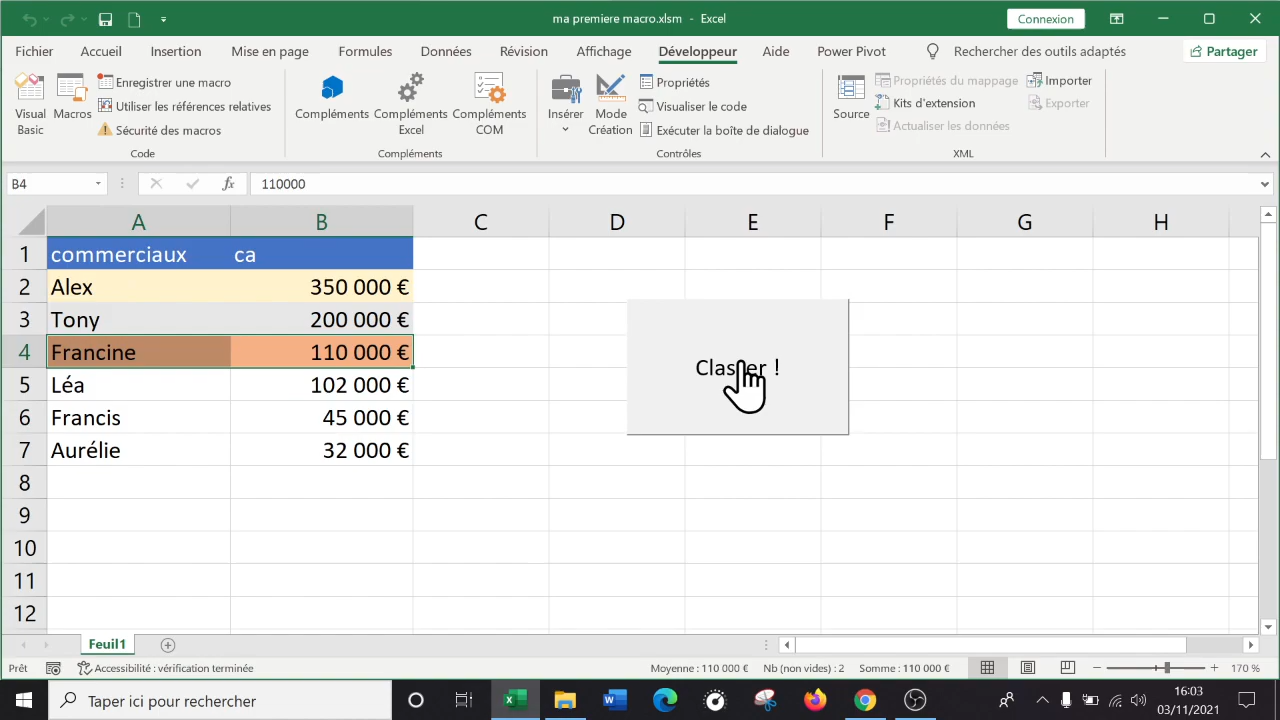 ma premiere macro.xlsm - Excel
Connexion
Fichier Accueil Insertion Mise en page Formules Données Révision Affichage Développeur Aide Power Pivot Rechercher des outils adaptés Partager
Visual Basic
Macros
Enregistrer une macro
Utiliser les références relatives
Sécurité des macros
Code
Compléments
Compléments Excel
Compléments COM
Compléments
Insérer
Mode Création
Propriétés
Visualiser le code
Exécuter la boîte de dialogue
Contrôles
Source
Propriétés du mappage
Kits d'extension
Actualiser les données
Importer
Exporter
XML
B4 fx 110000
A B C D E F G H
1 commerciaux ca
2 Alex 350 000 €
3 Tony 200 000 €
4 Francine 110 000 €
5 Léa 102 000 €
6 Francis 45 000 €
7 Aurélie 32 000 €
8
9
10
11
12
!
Feuil1
Prêt Accessibilité : vérification terminée Moyenne : 110 000 € Nb (non vides) : 2 Somme : 110 000 € 170 %
Taper ici pour rechercher
16:03
03/11/2021